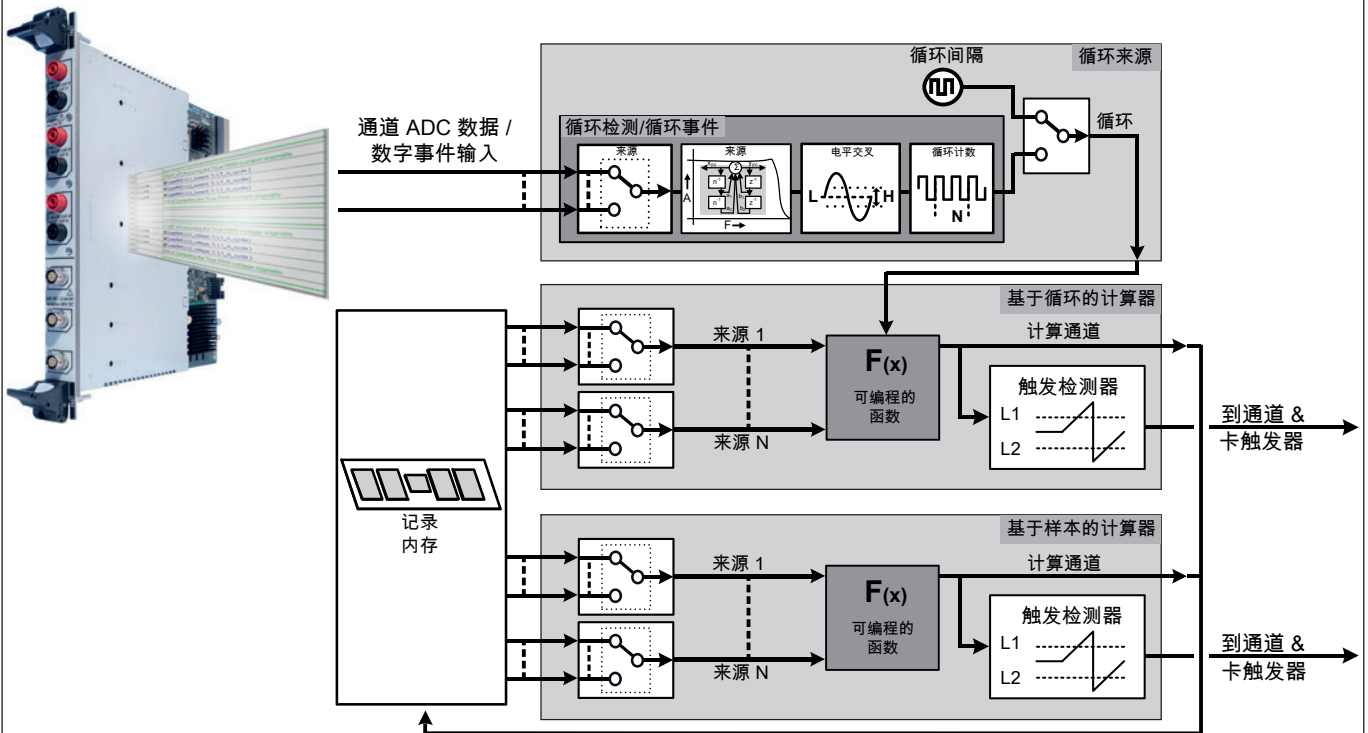 循环间隔
循环来源
循环
通道 ADC 数据 /
数字事件输入
循环检测/循环事件
来源
来源
A
F
电平交叉
L
H
循环计数
N
基于循环的计算器
来源 1
来源 N
F(x)
可编程的
函数
计算通道
触发检测器
L1
L2
到通道 &
卡触发器
记录
内存
基于样本的计算器
来源 1
来源 N
F(x)
可编程的
函数
计算通道
触发检测器
L1
L2
到通道 &
卡触发器